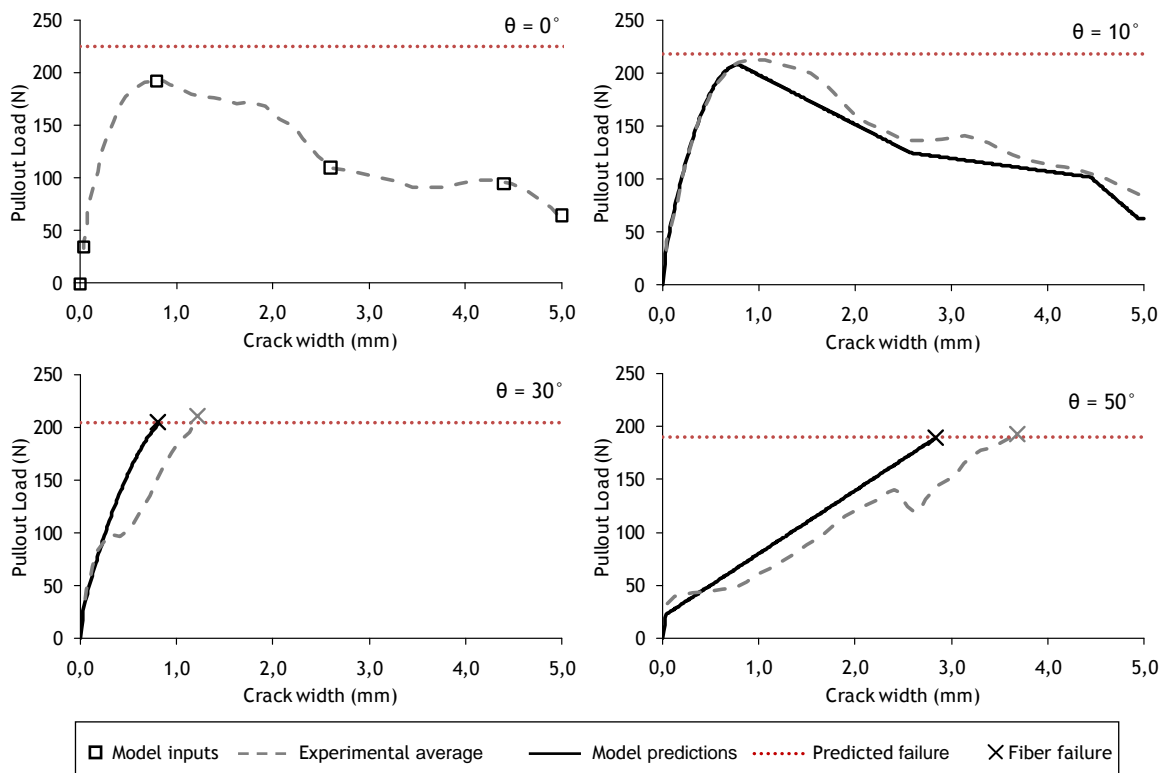 θ = 0°
250
200
150
100
50
0
Pullout Load (N)
0,0 1,0 2,0 3,0 4,0 5,0
Crack width (mm)
θ = 10°
250
200
150
100
50
0
Pullout Load (N)
0,0 1,0 2,0 3,0 4,0 5,0
Crack width (mm)
θ = 30°
250
200
150
100
50
0
Pullout Load (N)
0,0 1,0 2,0 3,0 4,0 5,0
Crack width (mm)
θ = 50°
250
200
150
100
50
0
Pullout Load (N)
0,0 1,0 2,0 3,0 4,0 5,0
Crack width (mm)
Model inputs Experimental average Model predictions Predicted failure Fiber failure